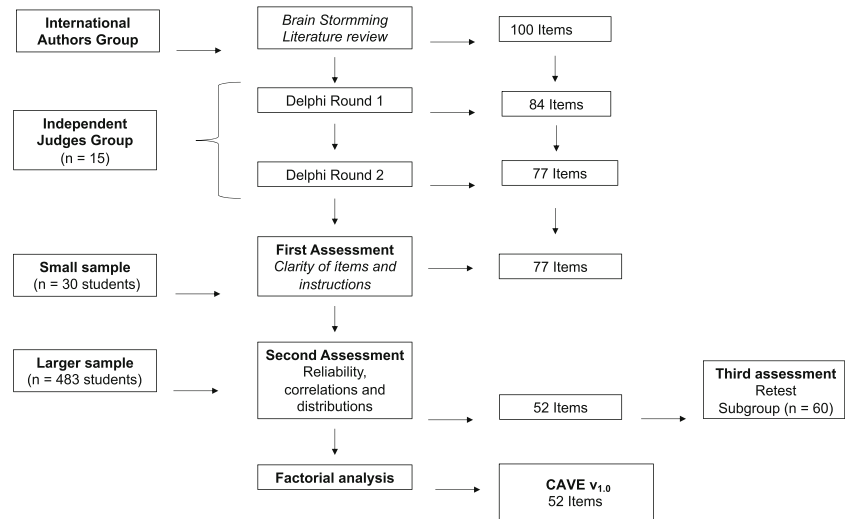 International
Authors Group
Brain Stormming
Literature review
100 Items
Delphi Round 1
84 Items
Independent
Judges Group
(n = 15)
Delphi Round 2
77 Items
First Assessment
Clarity of items and
instructions
77 Items
Small sample
(n = 30 students)
Larger sample
(n = 483 students)
Second Assessment
Reliability,
correlations and
distributions
52 Items
Third assessment
Retest
Subgroup (n = 60)
Factorial analysis
CAVE v1.0
52 Items